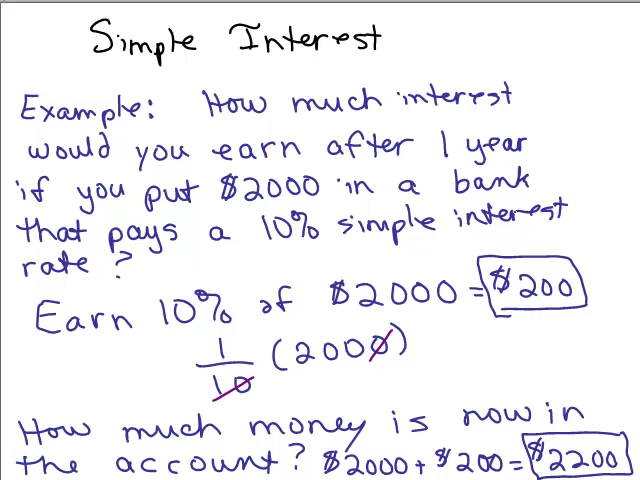 Simple Interest
Example: How much interest
would you earn after 1 year
if you put $2000 in a bank
that pays a 10% simple interest
rate?
Earn 10% of $2000 = $200
1/10 (2000)
How much money is now in
the account? $2000 + $200 = $2200